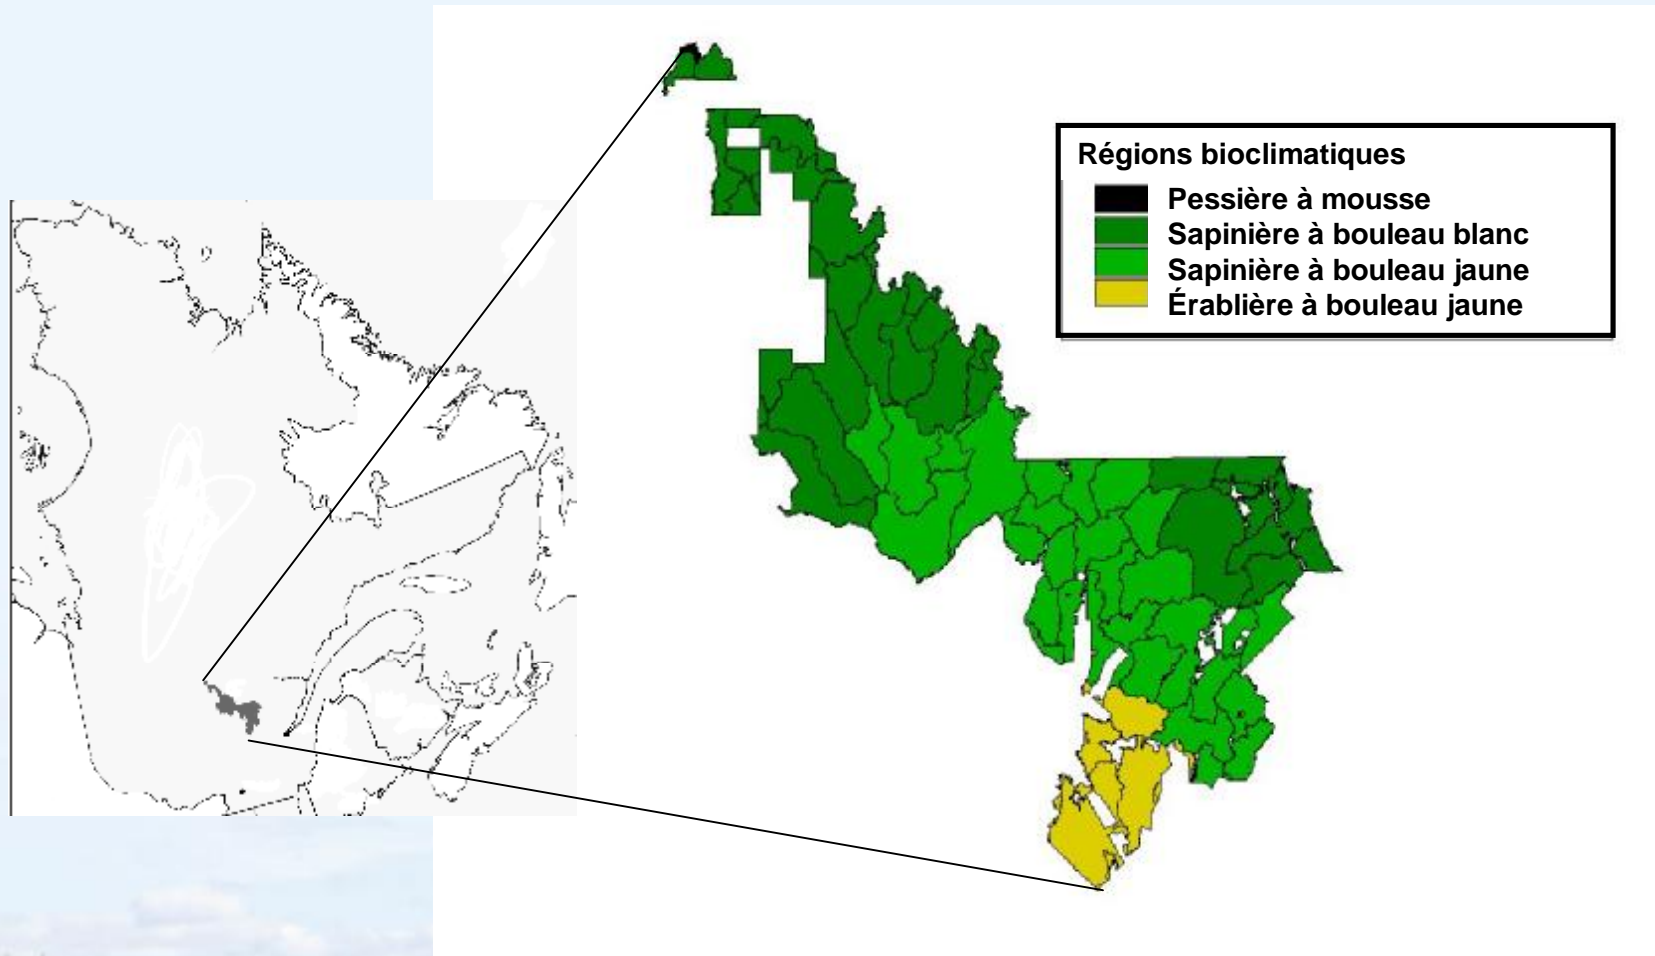 Régions bioclimatiques
Pessière à mousse
Sapinière à bouleau blanc
Sapinière à bouleau jaune
Érablière à bouleau jaune